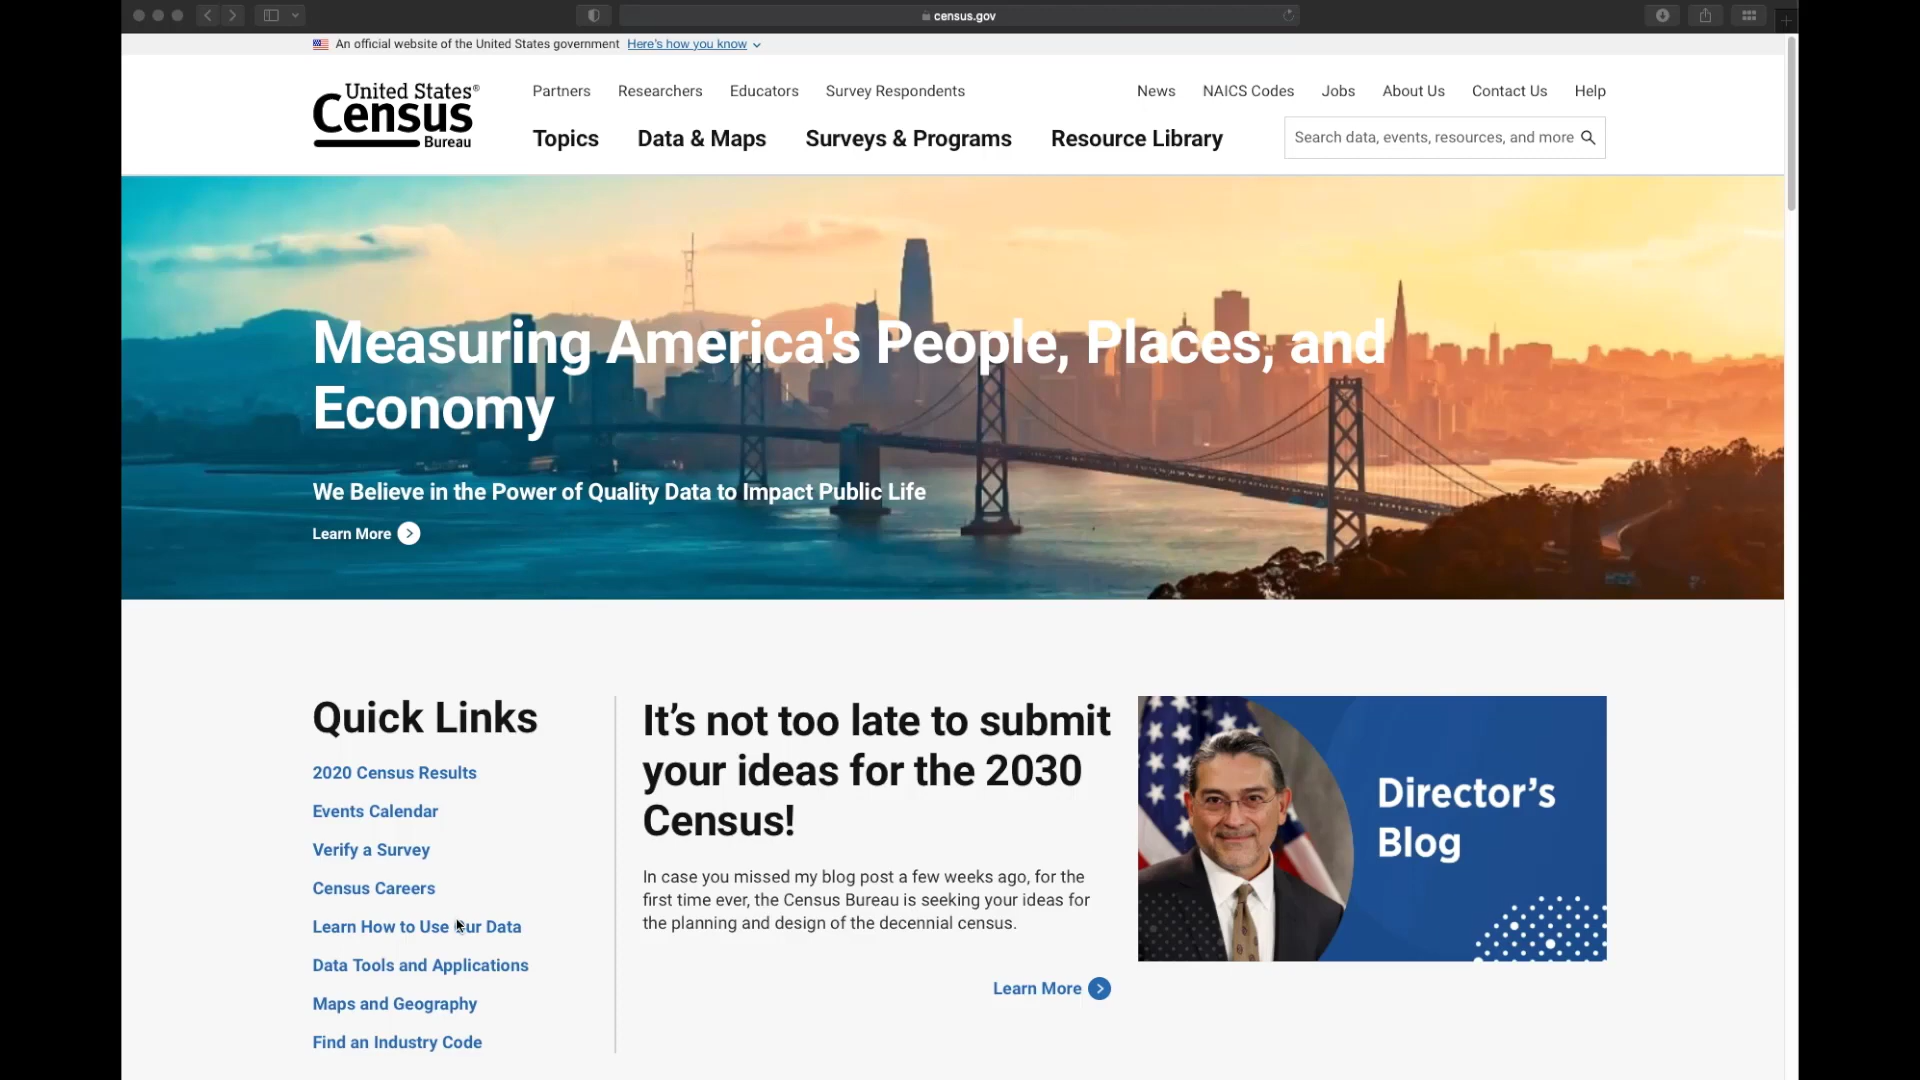 census.gov
An official website of the United States government Here's how you know
United States®
Census
Bureau
Partners Researchers Educators Survey Respondents
News NAICS Codes Jobs About Us Contact Us Help
Topics Data & Maps Surveys & Programs Resource Library
Search data, events, resources, and more
Measuring America's People, Places, and
Economy
We Believe in the Power of Quality Data to Impact Public Life
Learn More
Quick Links
2020 Census Results
Events Calendar
Verify a Survey
Census Careers
Learn How to Use Our Data
Data Tools and Applications
Maps and Geography
Find an Industry Code
It’s not too late to submit
your ideas for the 2030
Census!
In case you missed my blog post a few weeks ago, for the
first time ever, the Census Bureau is seeking your ideas for
the planning and design of the decennial census.
Learn More
Director’s
Blog